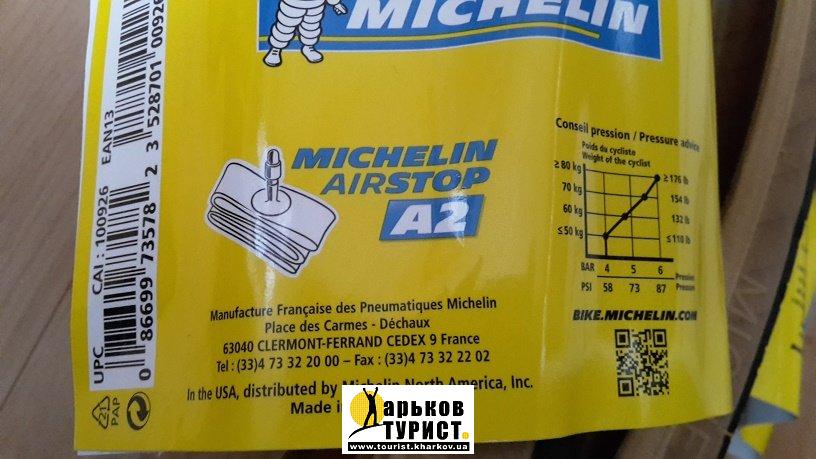 MICHELIN
UPC CAI : 100926 EAN13
0 86699 73578 2 3 528701 00926
21
PAP
MICHELIN
AIRSTOP
A2
Conseil pression / Pressure advice
Poids du cycliste
Weight of the cyclist
≥ 80 kg ≥ 176 lb
70 kg 154 lb
60 kg 132 lb
≤ 50 kg ≤ 110 lb
BAR 4 5 6 Pression
PSI 58 73 87 Pressure
BIKE.MICHELIN.COM
Manufacture Française des Pneumatiques Michelin
Place des Carmes - Déchaux
63040 CLERMONT-FERRAND CEDEX 9 France
Tel : (33)4 73 32 20 00 – Fax : (33)4 73 32 22 02
In the USA, distributed by Michelin North America, Inc.
Made in
Харьков
ТУРИСТ.
www.tourist.kharkov.ua